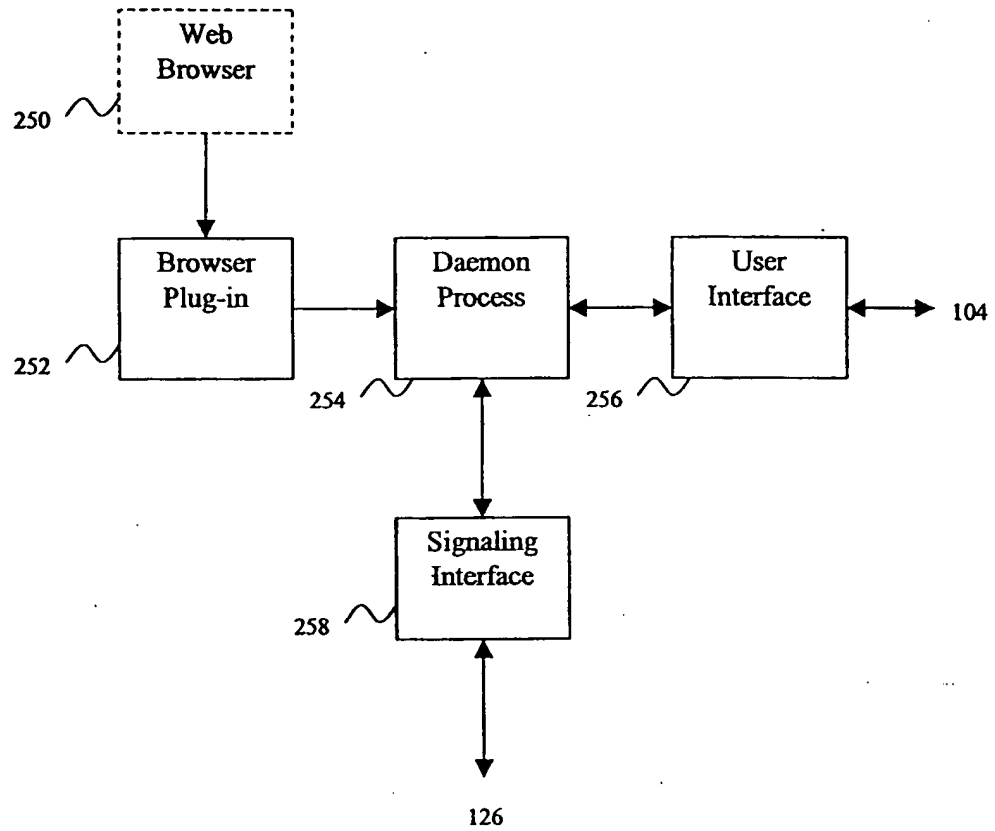 Web
Browser
250
Browser
Plug-in
252
Daemon
Process
254
User
Interface
256
104
Signaling
Interface
258
126